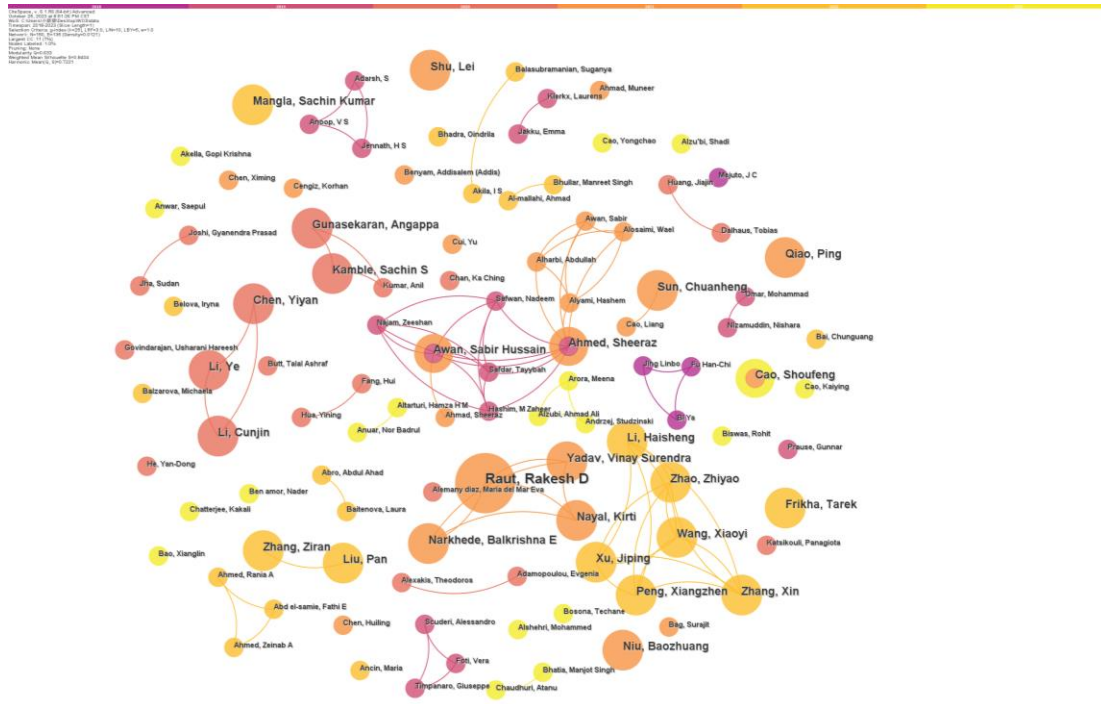 Shu, Lei
Balasubramanian, Suganya
Adarsh, S
Klerkx, Laurens
Ahmad, Muneer
Mangla, Sachin Kumar
Anoop, V S
Jakku, Emma
Bhadra, Oindrila
Cao, Yongchao
Alzu'bi, Shadi
Jennath, H S
Akella, Gopi Krishna
Benyam, Addisalem (Addis)
Chen, Ximing
Cengiz, Korhan
Akila, I S
Bhullar, Manreet Singh
Al-mallahi, Ahmad
Huang, Jiajin
Mejuto, J C
Anwar, Saepul
Gunasekaran, Angappa
Awan, Sabir
Alosaimi, Wael
Dalhaus, Tobias
Joshi, Gyanendra Prasad
Cui, Yu
Qiao, Ping
Alharbi, Abdullah
Kamble, Sachin S
Chan, Ka Ching
Jha, Sudan
Kumar, Anil
Sun, Chuanheng
Omar, Mohammad
Belova, Iryna
Chen, Yiyan
Safwan, Nadeem
Alyami, Hashem
Najam, Zeeshan
Cao, Liang
Nizamuddin, Nishara
Bai, Chunguang
Govindarajan, Usharani Hareesh
Awan, Sabir Hussain
Ahmed, Sheeraz
Li, Ye
Butt, Talal Ashraf
Jing Linbo
Fu Han-Chi
Safdar, Tayybah
Arora, Meena
Cao, Shoufeng
Cao, Kaiying
Fang, Hui
Balzarova, Michaela
Altarturi, Hamza H M
Hashim, M Zaheer
Ahmad, Sheeraz
Alzubi, Ahmad Ali
Andrzej, Studzinski
Hua, Yining
Bi Ya
Anuar, Nor Badrul
Li, Cunjin
Li, Haisheng
Biswas, Rohit
Prause, Gunnar
He, Yan-Dong
Yadav, Vinay Surendra
Raut, Rakesh D
Zhao, Zhiyao
Ben amor, Nader
Abro, Abdul Ahad
Alemany diaz, Maria del Mar Eva
Chatterjee, Kakali
Baitenova, Laura
Frikha, Tarek
Nayal, Kirti
Wang, Xiaoyi
Narkhede, Balkrishna E
Katsikouli, Panagiota
Bao, Xianglin
Zhang, Ziran
Liu, Pan
Xu, Jiping
Ahmed, Rania A
Alexakis, Theodoros
Adamopoulou, Evgenia
Peng, Xiangzhen
Zhang, Xin
Abd el-samie, Fathi E
Bosona, Techane
Chen, Huiling
Scuderi, Alessandro
Alshehri, Mohammed
Bag, Surajit
Ahmed, Zeinab A
Niu, Baozhuang
Foti, Vera
Ancin, Maria
Bhatia, Manjot Singh
Timpanaro, Giuseppe
Chaudhuri, Atanu